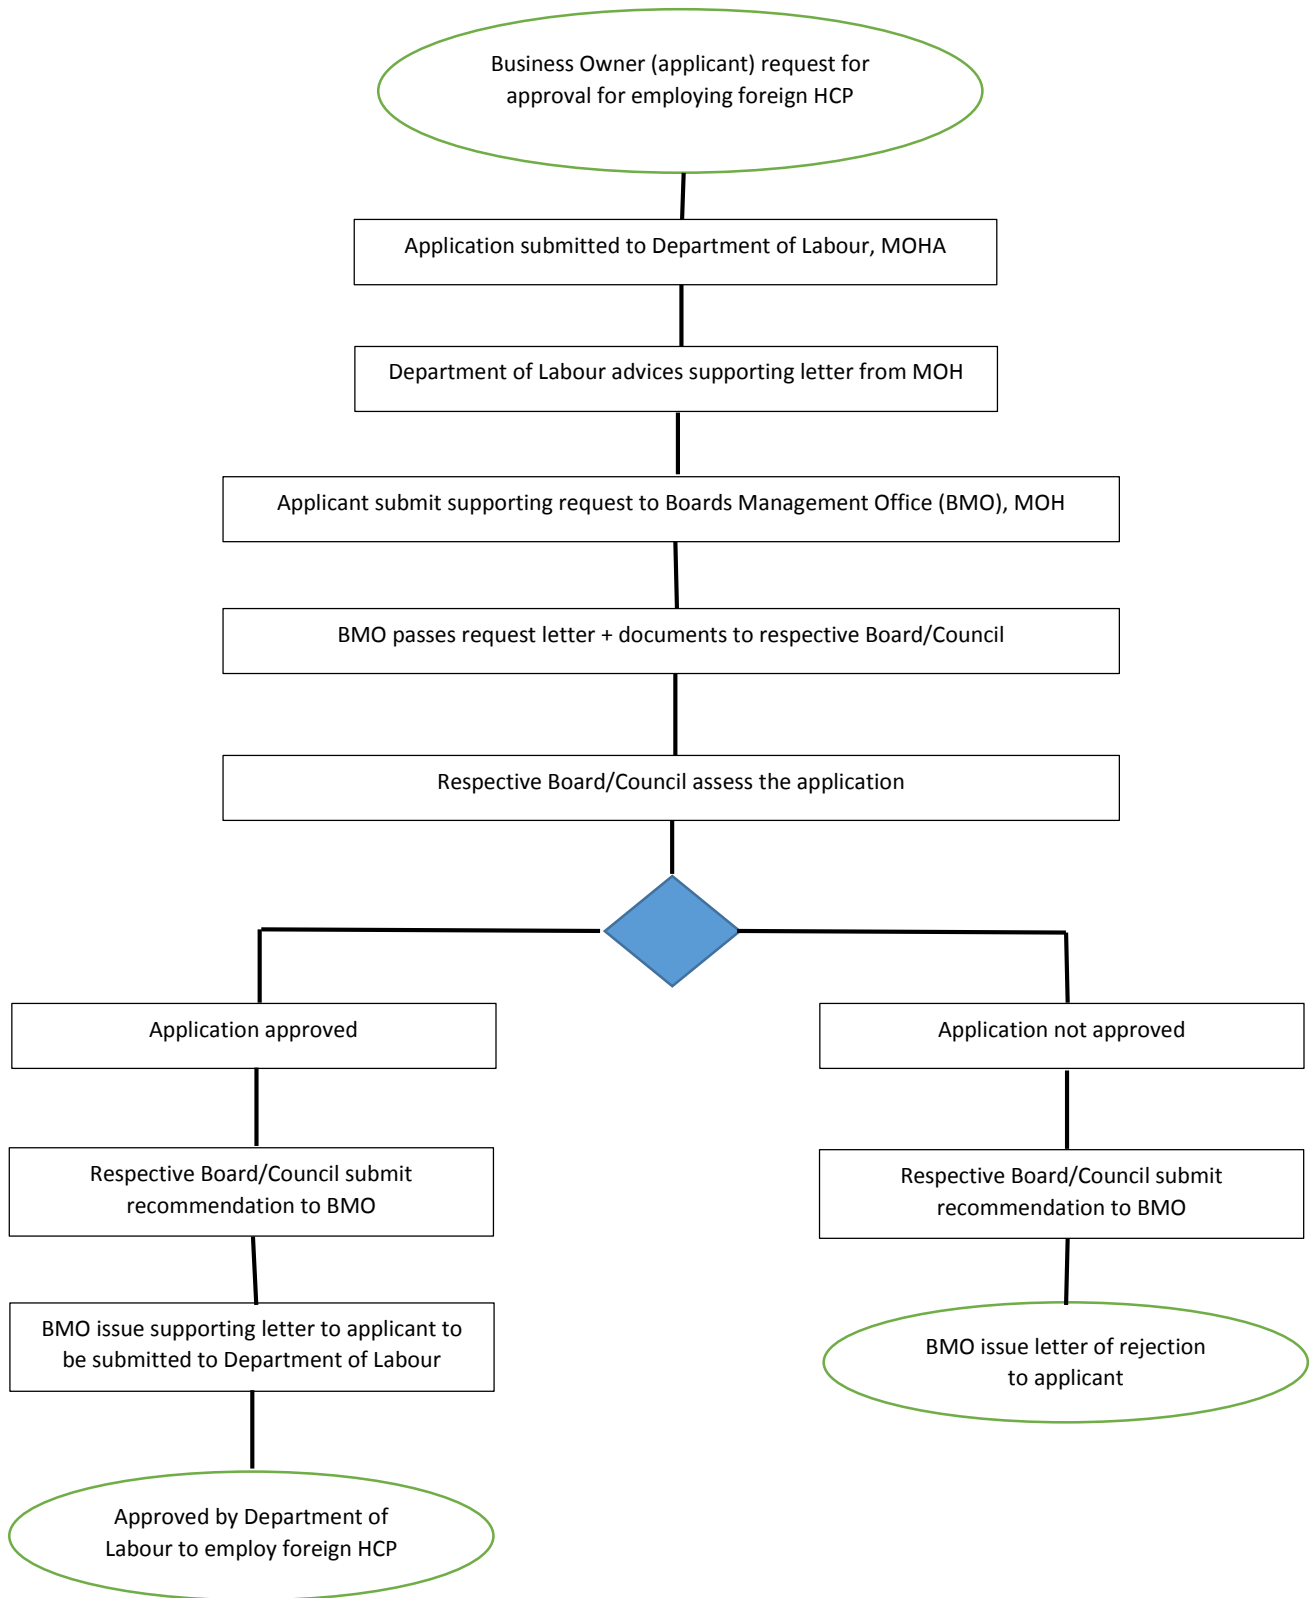 Business Owner (applicant) request for
approval for employing foreign HCP
Application submitted to Department of Labour, MOHA
Department of Labour advices supporting letter from MOH
Applicant submit supporting request to Boards Management Office (BMO), MOH
BMO passes request letter + documents to respective Board/Council
Respective Board/Council assess the application
Application approved
Application not approved
Respective Board/Council submit
recommendation to BMO
Respective Board/Council submit
recommendation to BMO
BMO issue supporting letter to applicant to
be submitted to Department of Labour
BMO issue letter of rejection
to applicant
Approved by Department of
Labour to employ foreign HCP